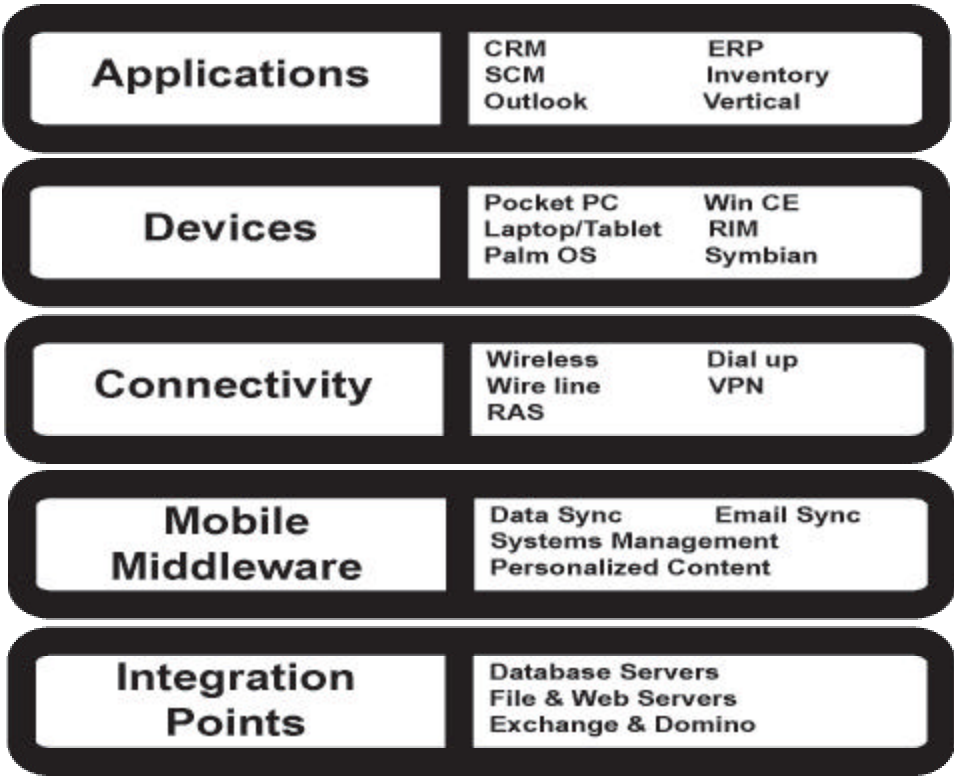 Applications
CRM ERP
SCM Inventory
Outlook Vertical
Devices
Pocket PC Win CE
Laptop/Tablet RIM
Palm OS Symbian
Connectivity
Wireless Dial up
Wire line VPN
RAS
Mobile
Middleware
Data Sync Email Sync
Systems Management
Personalized Content
Integration
Points
Database Servers
File & Web Servers
Exchange & Domino